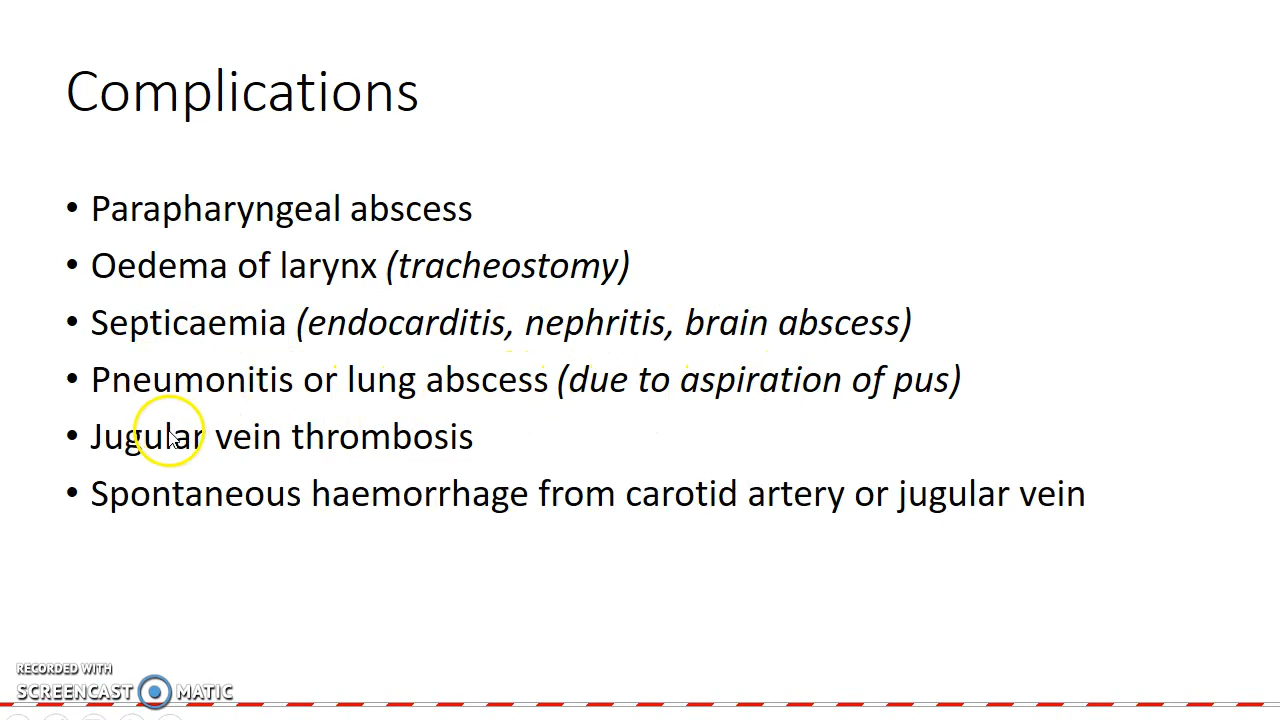 Complications
• Parapharyngeal abscess
• Oedema of larynx (tracheostomy)
• Septicaemia (endocarditis, nephritis, brain abscess)
• Pneumonitis or lung abscess (due to aspiration of pus)
• Jugular vein thrombosis
• Spontaneous haemorrhage from carotid artery or jugular vein
RECORDED WITH
SCREENCAST MATIC